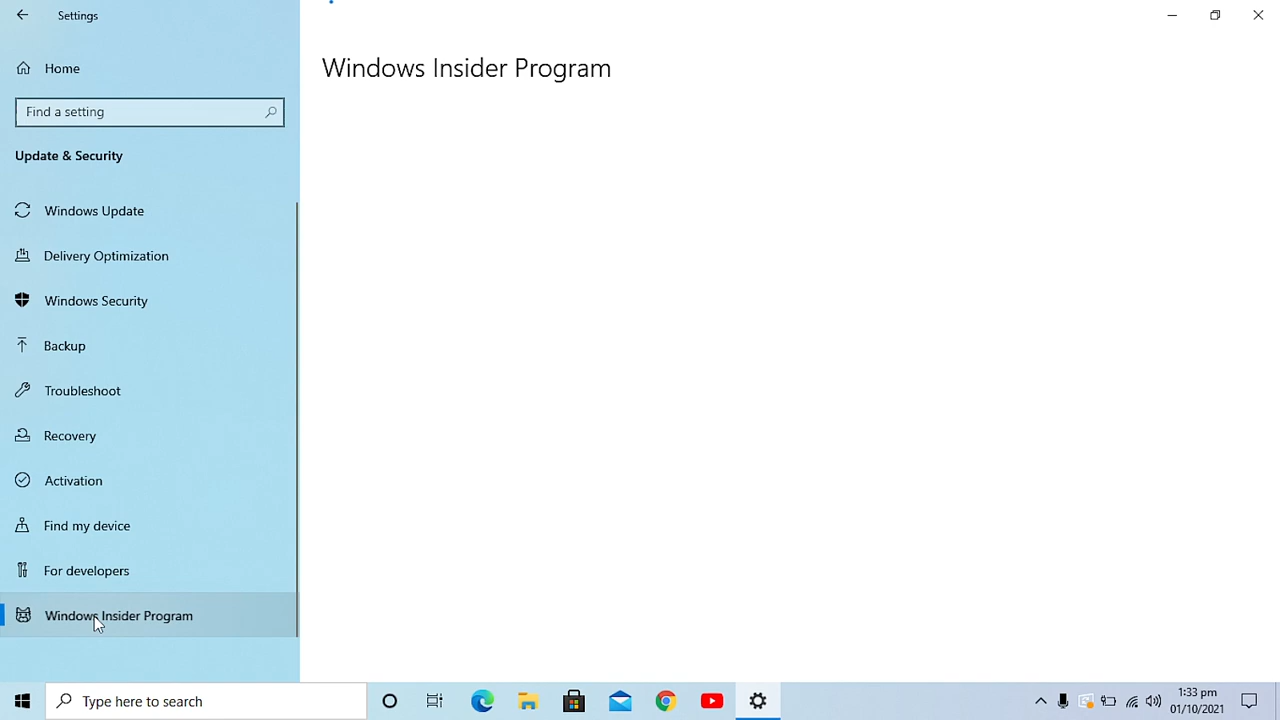 Settings
Home
Find a setting
Update & Security
Windows Update
Delivery Optimization
Windows Security
Backup
Troubleshoot
Recovery
Activation
Find my device
For developers
Windows Insider Program
Windows Insider Program
Type here to search
1:33 pm
01/10/2021